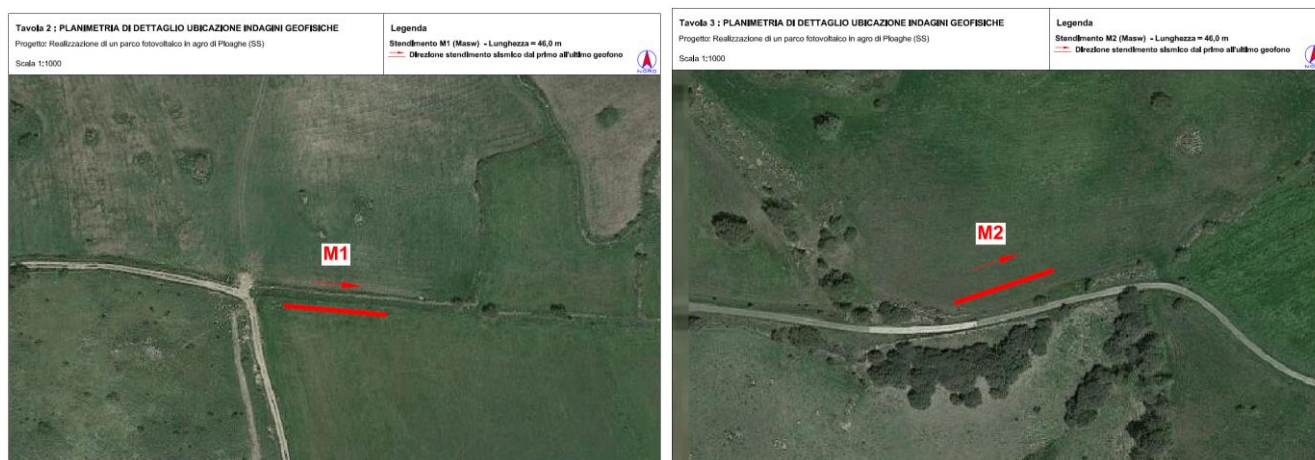 Tavola 2 : PLANIMETRIA DI DETTAGLIO UBICAZIONE INDAGINI GEOFISICHE
Progetto: Realizzazione di un parco fotovoltaico in agro di Ploaghe (SS)
Scala 1:1000
Legenda
Stendimento M1 (Masw) - Lunghezza = 46,0 m
Direzione stendimento sismico dal primo all'ultimo geofono
NORD
M1
Tavola 3 : PLANIMETRIA DI DETTAGLIO UBICAZIONE INDAGINI GEOFISICHE
Progetto: Realizzazione di un parco fotovoltaico in agro di Ploaghe (SS)
Scala 1:1000
Legenda
Stendimento M2 (Masw) - Lunghezza = 46,0 m
Direzione stendimento sismico dal primo all'ultimo geofono
NORD
M2